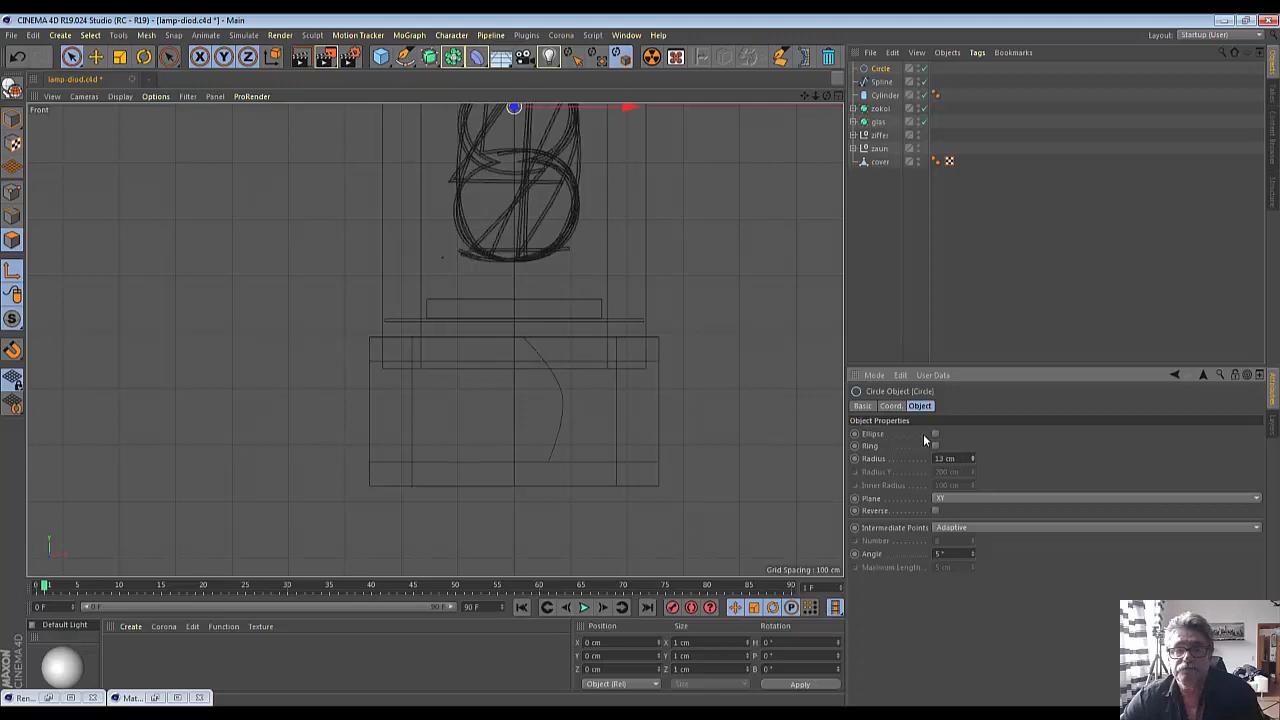 CINEMA 4D R19.024 Studio (RC - R19) - [lamp-diod.c4d *] - Main
File Edit Create Select Tools Mesh Snap Animate Simulate Render Sculpt Motion Tracker MoGraph Character Pipeline Plugins Corona Script Window Help
Layout: Startup (User)
X Y Z
File Edit View Objects Tags Bookmarks
lamp-diod.c4d *
View Cameras Display Options Filter Panel ProRender
Front
Circle
Spline
Cylinder
zokol
glas
ziffer
zaun
cover
Mode Edit User Data
Circle Object [Circle]
Basic Coord. Object
Object Properties
Ellipse
Ring
Radius 13 cm
Radius Y 200 cm
Inner Radius 100 cm
Plane XY
Reverse
Intermediate Points Adaptive
Number 8
Angle 5 °
Maximum Length 5 cm
Y
Grid Spacing : 100 cm
0 5 10 15 20 25 30 35 40 45 50 55 60 65 70 75 80 85 90 1 F
0 F 0 F 90 F 90 F
Default Light
Create Corona Edit Function Texture
Position Size Rotation
X 0 cm X 1 cm H 0 °
Y 0 cm Y 1 cm P 0 °
Z 0 cm Z 1 cm B 0 °
Object (Rel) Size Apply
MAXON CINEMA4D
Ren... Mat...